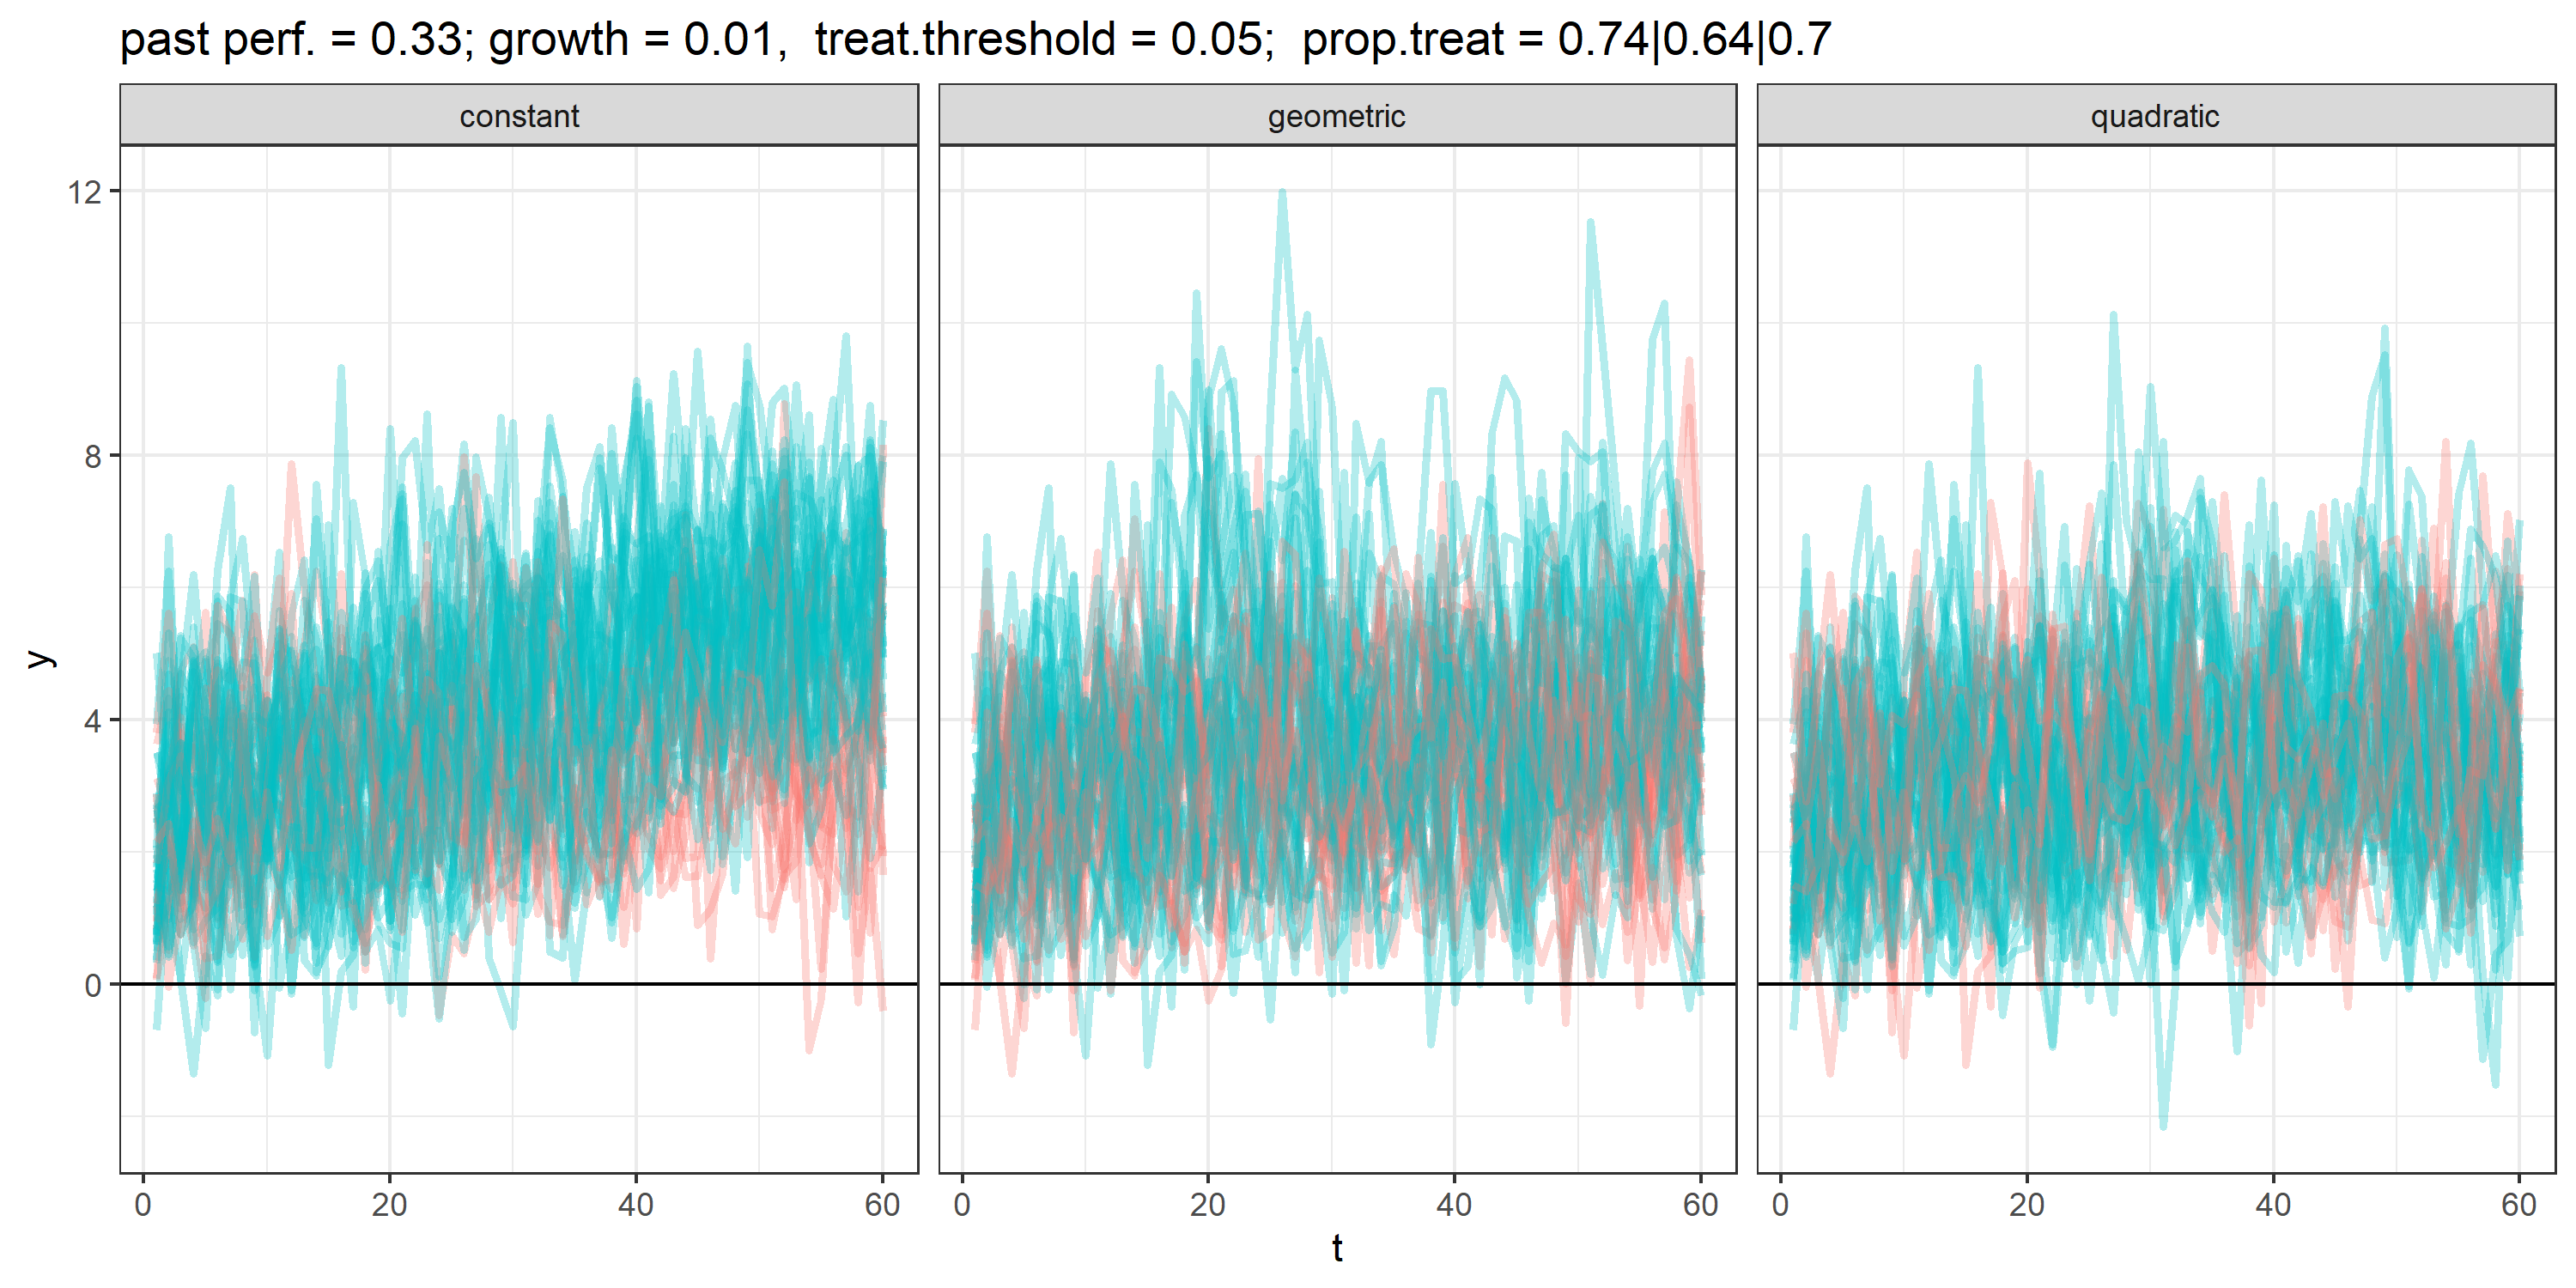 past perf. = 0.33; growth = 0.01,  treat.threshold = 0.05;  prop.treat = 0.74|0.64|0.7
constant geometric quadratic
12
8
4
0
y
0 20 40 60 0 20 40 60 0 20 40 60
t